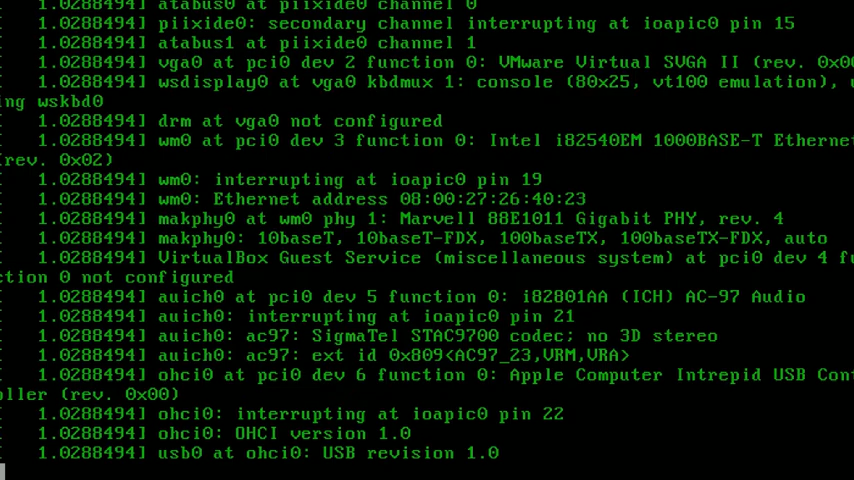 [   1.0288494] atabus0 at piixide0 channel 0
[   1.0288494] piixide0: secondary channel interrupting at ioapic0 pin 15
[   1.0288494] atabus1 at piixide0 channel 1
[   1.0288494] vga0 at pci0 dev 2 function 0: VMware Virtual SVGA II (rev. 0x00
[   1.0288494] wsdisplay0 at vga0 kbdmux 1: console (80x25, vt100 emulation), u
ing wskbd0
[   1.0288494] drm at vga0 not configured
[   1.0288494] wm0 at pci0 dev 3 function 0: Intel i82540EM 1000BASE-T Ethernet
(rev. 0x02)
[   1.0288494] wm0: interrupting at ioapic0 pin 19
[   1.0288494] wm0: Ethernet address 08:00:27:26:40:23
[   1.0288494] makphy0 at wm0 phy 1: Marvell 88E1011 Gigabit PHY, rev. 4
[   1.0288494] makphy0: 10baseT, 10baseT-FDX, 100baseTX, 100baseTX-FDX, auto
[   1.0288494] VirtualBox Guest Service (miscellaneous system) at pci0 dev 4 f
ction 0 not configured
[   1.0288494] auich0 at pci0 dev 5 function 0: i82801AA (ICH) AC-97 Audio
[   1.0288494] auich0: interrupting at ioapic0 pin 21
[   1.0288494] auich0: ac97: SigmaTel STAC9700 codec; no 3D stereo
[   1.0288494] auich0: ac97: ext id 0x809<AC97_23,VRM,VRA>
[   1.0288494] ohci0 at pci0 dev 6 function 0: Apple Computer Intrepid USB Con
oller (rev. 0x00)
[   1.0288494] ohci0: interrupting at ioapic0 pin 22
[   1.0288494] ohci0: OHCI version 1.0
[   1.0288494] usb0 at ohci0: USB revision 1.0